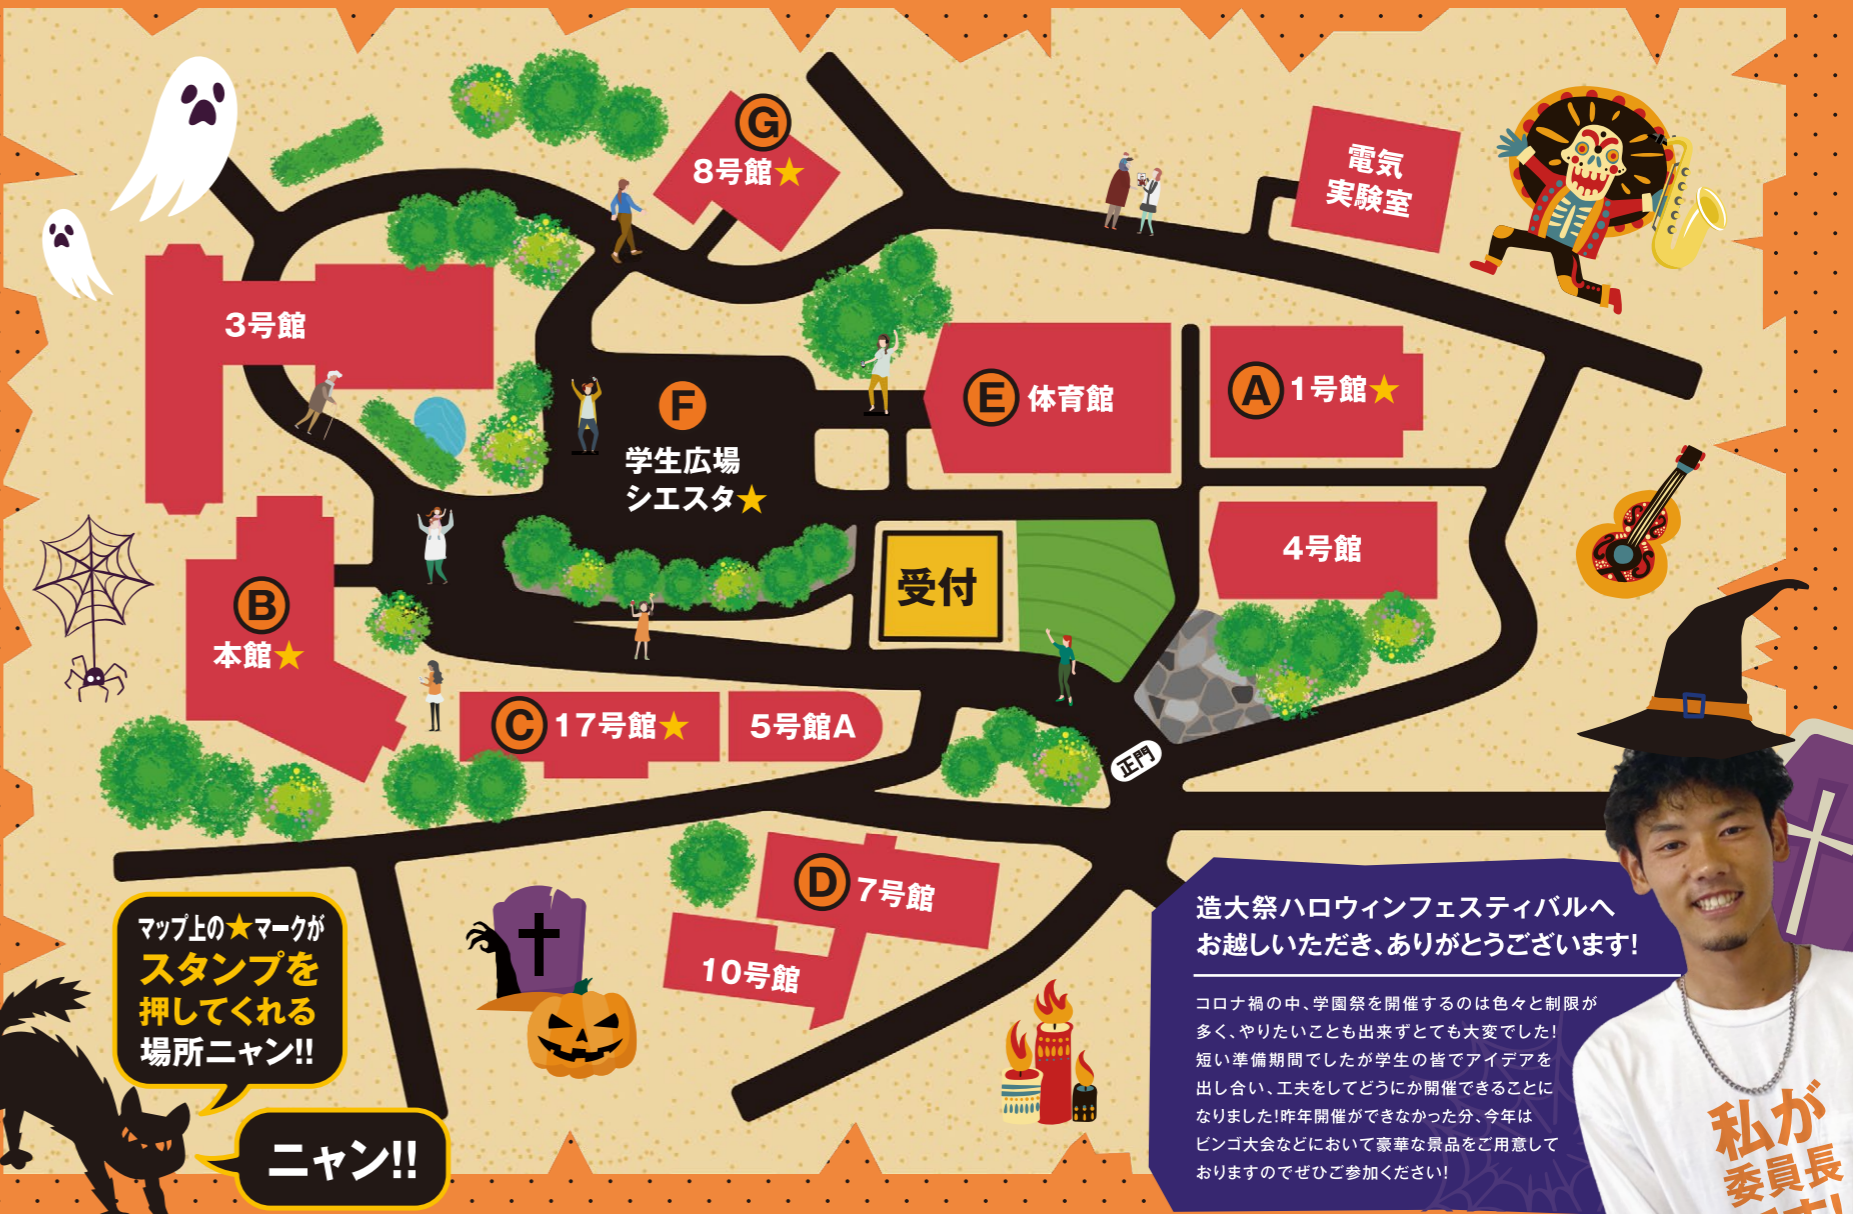 G
8号館★
電気
実験室
3号館
F
学生広場
シエスタ★
E 体育館
A 1号館★
4号館
受付
B
本館★
C 17号館★
5号館A
正門
D 7号館
10号館
マップ上の★マークが
スタンプを
押してくれる
場所ニャン!!
ニャン!!
造大祭ハロウィンフェスティバルへ
お越しいただき、ありがとうございます!
コロナ禍の中、学園祭を開催するのは色々と制限が
多く、やりたいことも出来ずとても大変でした!
短い準備期間でしたが学生の皆でアイデアを
出し合い、工夫をしてどうにか開催できることに
なりました!昨年開催ができなかった分、今年は
ビンゴ大会などにおいて豪華な景品をご用意して
おりますのでぜひご参加ください!
私が
委員長